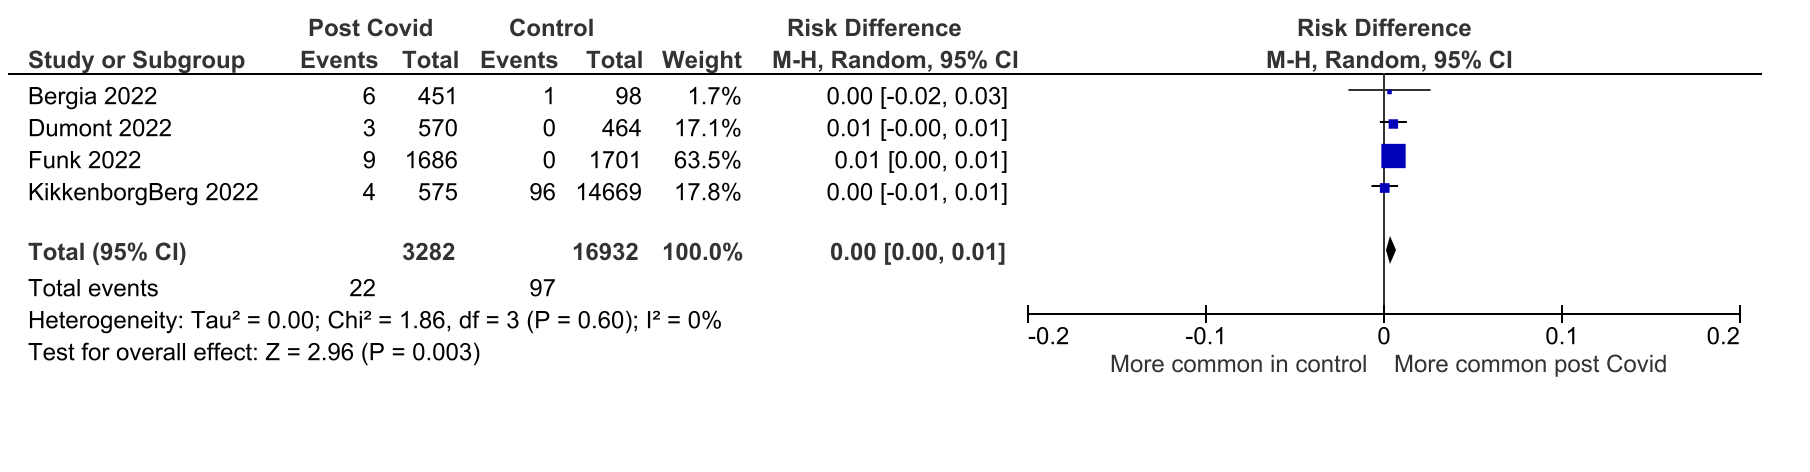 Post Covid Control Risk Difference Risk Difference
Study or Subgroup Events Total Events Total Weight M-H, Random, 95% CI M-H, Random, 95% CI
Bergia 2022 6 451 1 98 1.7% 0.00 [-0.02, 0.03]
Dumont 2022 3 570 0 464 17.1% 0.01 [-0.00, 0.01]
Funk 2022 9 1686 0 1701 63.5% 0.01 [0.00, 0.01]
KikkenborgBerg 2022 4 575 96 14669 17.8% 0.00 [-0.01, 0.01]
Total (95% CI) 3282 16932 100.0% 0.00 [0.00, 0.01]
Total events 22 97
Heterogeneity: Tau² = 0.00; Chi² = 1.86, df = 3 (P = 0.60); I² = 0%
Test for overall effect: Z = 2.96 (P = 0.003)
-0.2 -0.1 0 0.1 0.2
More common in control More common post Covid